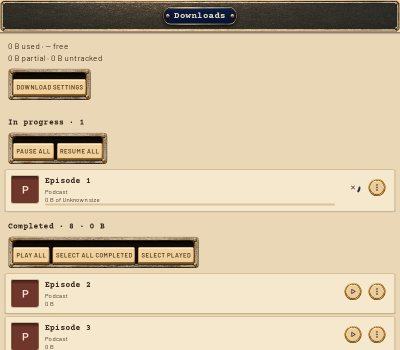 Downloads
0 B used · — free
0 B partial · 0 B untracked
DOWNLOAD SETTINGS
In progress · 1
PAUSE ALL RESUME ALL
P
Episode 1
Podcast
0 B of Unknown size
Completed · 8 · 0 B
PLAY ALL SELECT ALL COMPLETED SELECT PLAYED
P
Episode 2
Podcast
0 B
P
Episode 3
Podcast
0 B